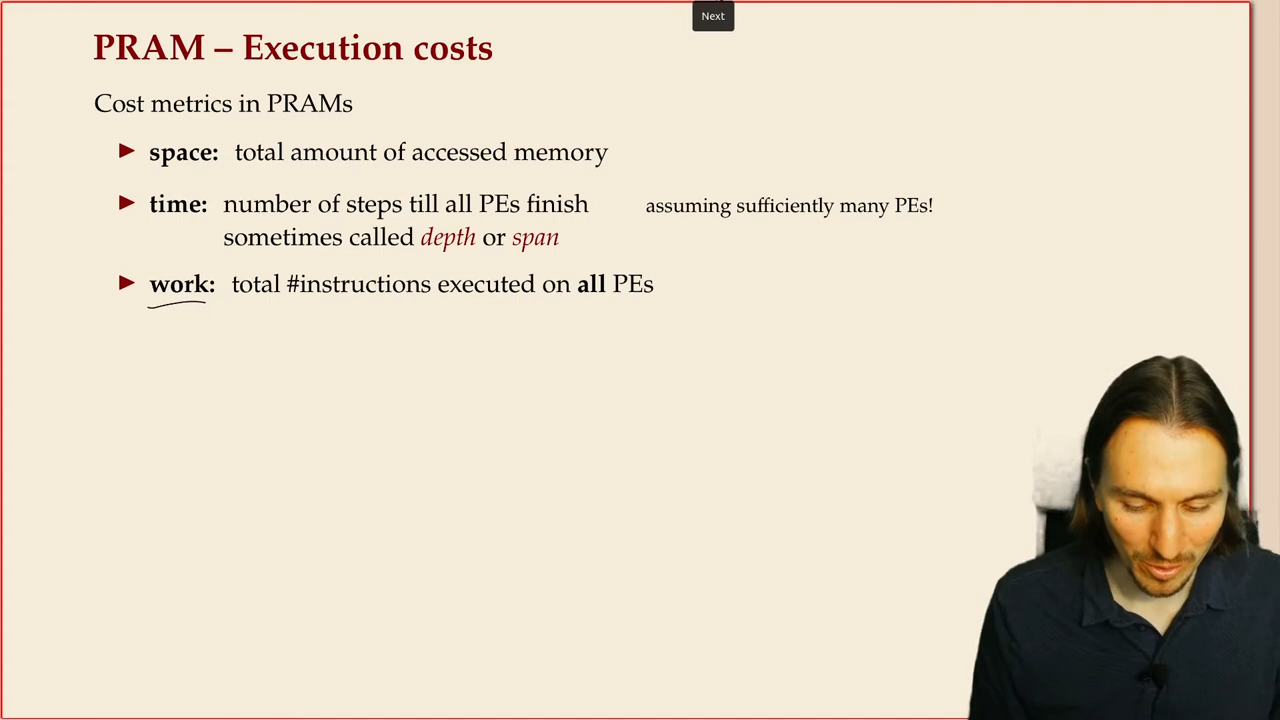 Next
PRAM – Execution costs
Cost metrics in PRAMs
▶ space: total amount of accessed memory
▶ time: number of steps till all PEs finish assuming sufficiently many PEs!
sometimes called depth or span
▶ work: total #instructions executed on all PEs